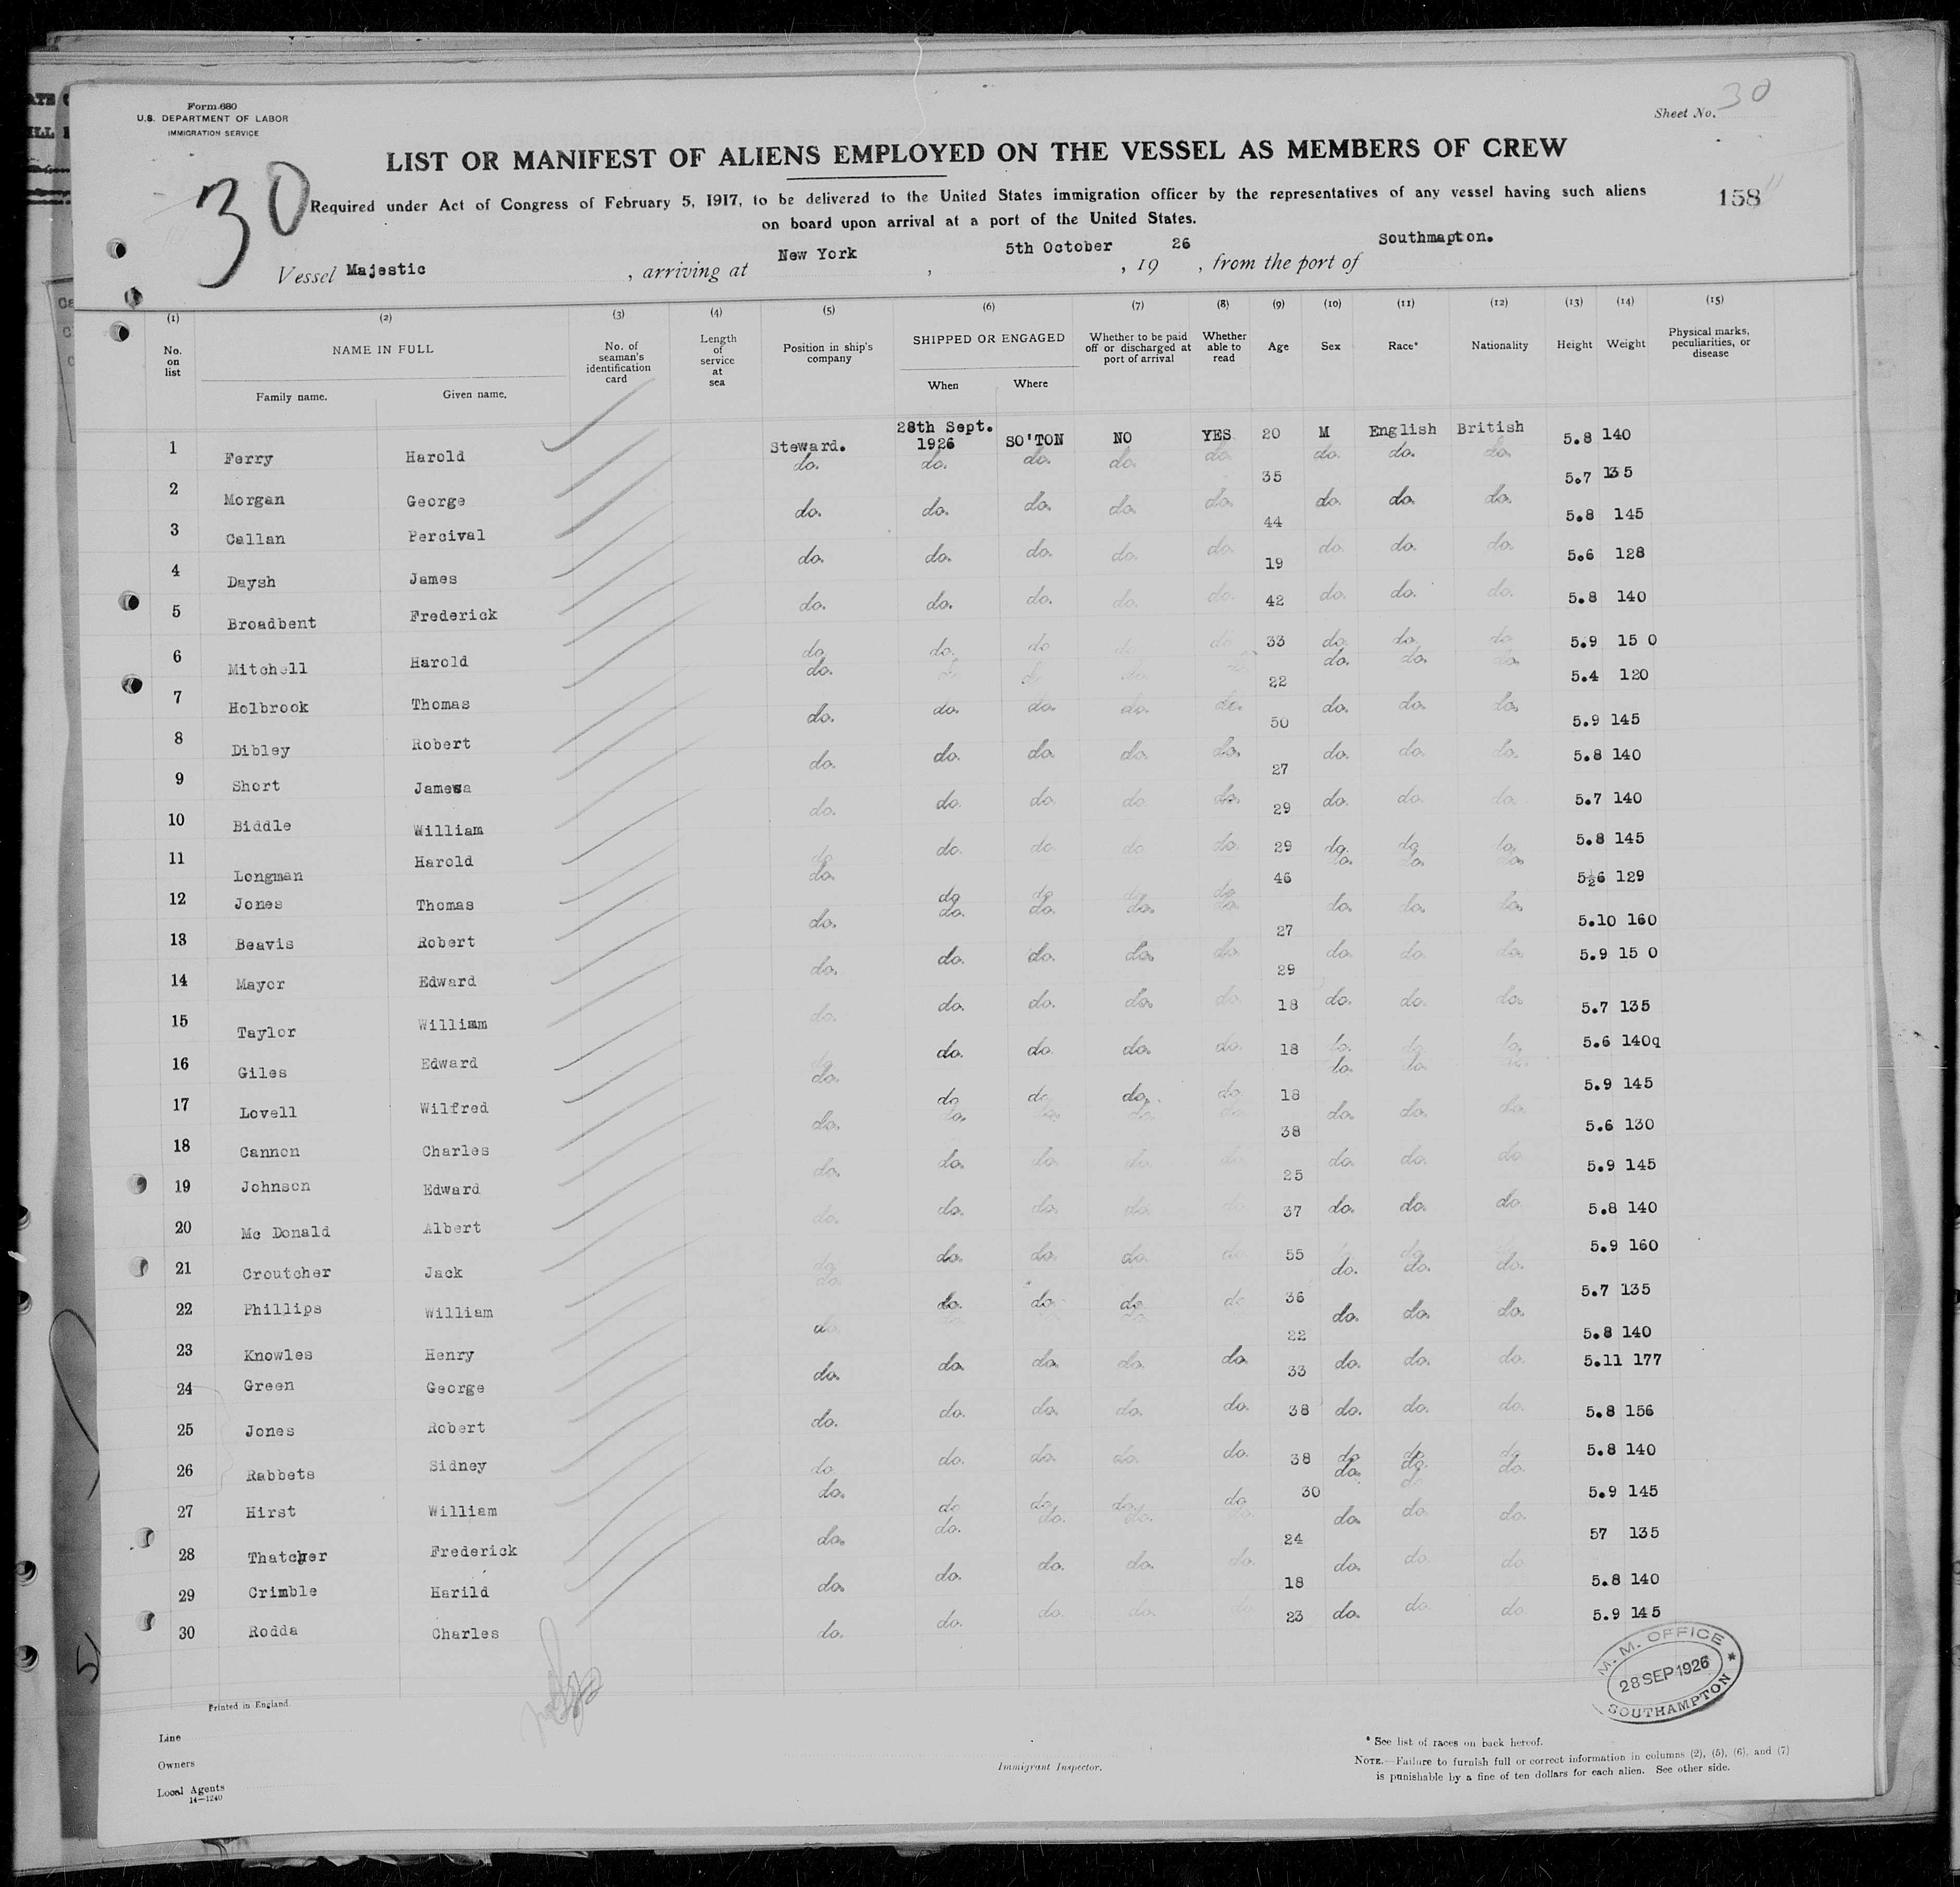 Form 680
U.S. DEPARTMENT OF LABOR
IMMIGRATION SERVICE
Sheet No. 30
LIST OR MANIFEST OF ALIENS EMPLOYED ON THE VESSEL AS MEMBERS OF CREW
30
Required under Act of Congress of February 5, 1917, to be delivered to the United States immigration officer by the representatives of any vessel having such aliens
on board upon arrival at a port of the United States.
158
Vessel Majestic , arriving at New York , 5th October , 19 26 , from the port of Southmapton.
(1) (2) (3) (4) (5) (6) (7) (8) (9) (10) (11) (12) (13) (14) (15)
No. on list NAME IN FULL No. of seaman's identification card Length of service at sea Position in ship's company SHIPPED OR ENGAGED Whether to be paid off or discharged at port of arrival Whether able to read Age Sex Race* Nationality Height Weight Physical marks, peculiarities, or disease
Family name. Given name. When Where
1 Ferry Harold Steward. 28th Sept. 1926 SO'TON NO YES 20 M English British 5.8 140
2 Morgan George do. do. do. do. do. 35 do. do. do. 5.7 135
3 Callan Percival do. do. do. do. do. 44 do. do. do. 5.8 145
4 Daysh James do. do. do. do. do. 19 do. do. do. 5.6 128
5 Broadbent Frederick do. do. do. do. do. 42 do. do. do. 5.8 140
6 Mitchell Harold do. do. do. do. do. 33 do. do. do. 5.9 15 0
7 Holbrook Thomas do. do. do. do. do. 22 do. do. do. 5.4 120
8 Dibley Robert do. do. do. do. do. 50 do. do. do. 5.9 145
9 Short Jamesa do. do. do. do. do. 27 do. do. do. 5.8 140
10 Biddle William do. do. do. do. do. 29 do. do. do. 5.7 140
11 Longman Harold do. do. do. do. do. 29 do. do. do. 5.8 145
12 Jones Thomas do. do. do. do. do. 46 do. do. do. 5½6 129
13 Beavis Robert do. do. do. do. do. 27 do. do. do. 5.10 160
14 Mayor Edward do. do. do. do. do. 29 do. do. do. 5.9 15 0
15 Taylor William do. do. do. do. do. 18 do. do. do. 5.7 135
16 Giles Edward do. do. do. do. do. 18 do. do. do. 5.6 140q
17 Lovell Wilfred do. do. do. do. do. 18 do. do. do. 5.9 145
18 Cannon Charles do. do. do. do. do. 38 do. do. do. 5.6 130
19 Johnson Edward do. do. do. do. do. 25 do. do. do. 5.9 145
20 Mc Donald Albert do. do. do. do. do. 37 do. do. do. 5.8 140
21 Croutcher Jack do. do. do. do. do. 55 do. do. do. 5.9 160
22 Phillips William do. do. do. do. do. 36 do. do. do. 5.7 135
23 Knowles Henry do. do. do. do. 22 do. do. do. 5.8 140
24 Green George do. do. do. do. do. 33 do. do. do. 5.11 177
25 Jones Robert do. do. do. do. do. 38 do. do. do. 5.8 156
26 Rabbets Sidney do. do. do. do. do. 38 do. do. do. 5.8 140
27 Hirst William do. do. do. do. do. 30 do. do. do. 5.9 145
28 Thatcher Frederick do. do. do. do. do. 24 do. do. do. 57 135
29 Crimble Harild do. do. do. do. do. 18 do. do. do. 5.8 140
30 Rodda Charles do. do. do. do. do. 23 do. do. do. 5.9 145
M. M. OFFICE
28 SEP 1926
SOUTHAMPTON
Printed in England
Line
Owners
Local Agents
14—1240
Immigrant Inspector.
* See list of races on back hereof.
NOTE.—Failure to furnish full or correct information in columns (2), (5), (6), and (7)
is punishable by a fine of ten dollars for each alien. See other side.